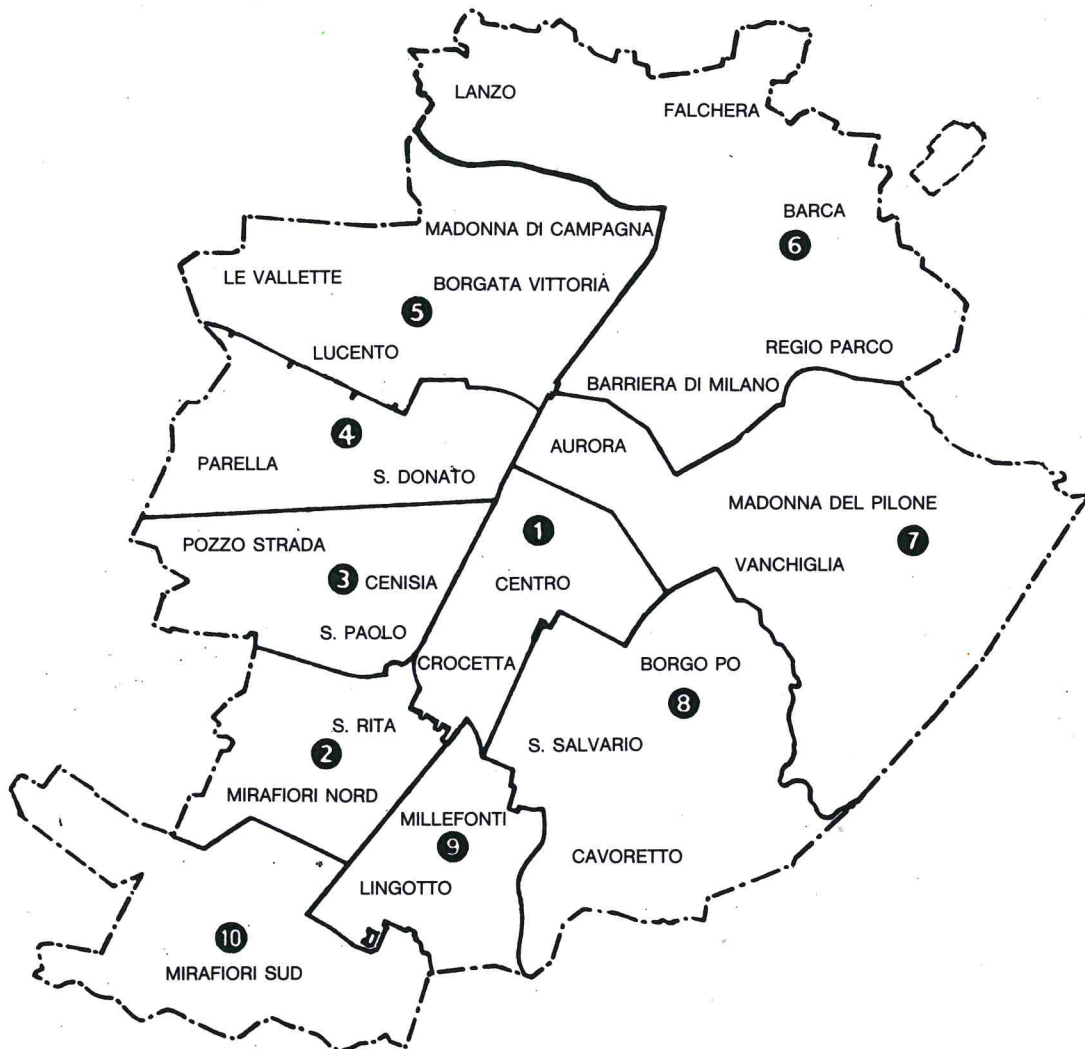 LANZO
FALCHERA
BARCA
6
MADONNA DI CAMPAGNA
LE VALLETTE
BORGATA VITTORIA
5
LUCENTO
REGIO PARCO
BARRIERA DI MILANO
4
AURORA
PARELLA
S. DONATO
MADONNA DEL PILONE
1
7
POZZO STRADA
VANCHIGLIA
3
CENISIA
CENTRO
S. PAOLO
CROCETTA
BORGO PO
8
S. RITA
S. SALVARIO
2
MIRAFIORI NORD
MILLEFONTI
9
CAVORETTO
LINGOTTO
10
MIRAFIORI SUD